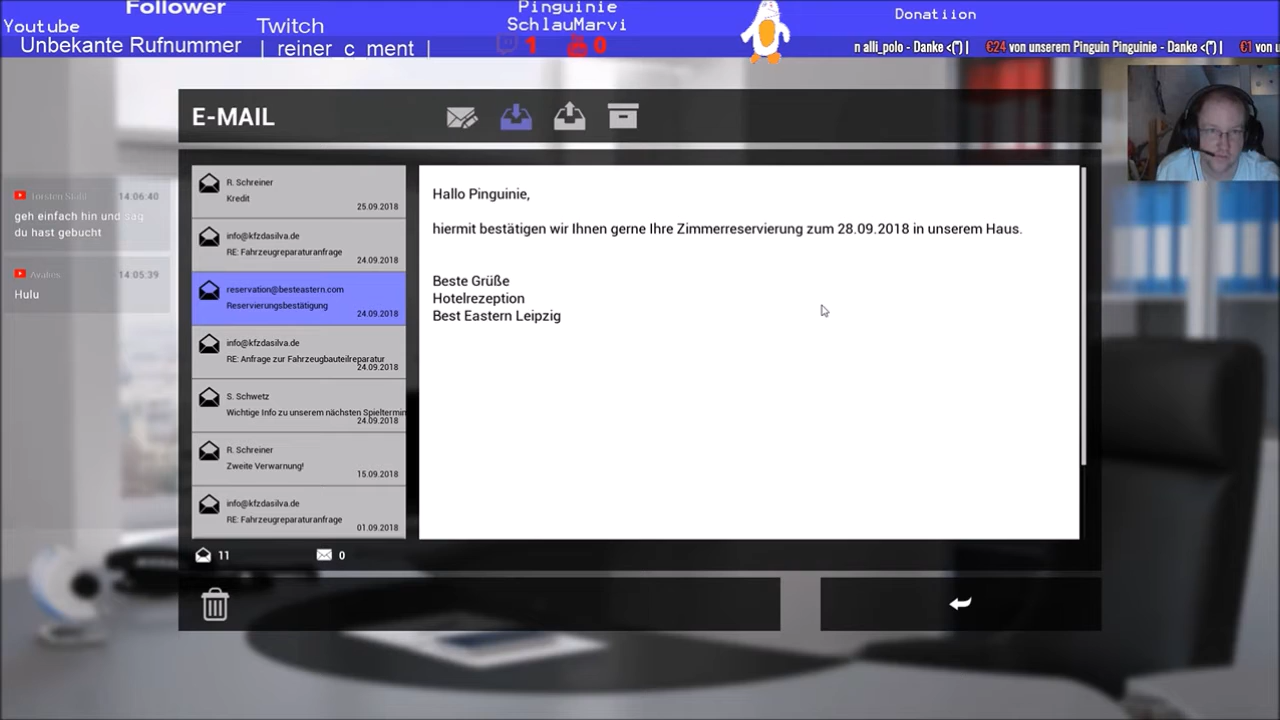 Follower
Youtube
Twitch
Unbekante Rufnummer
| reiner_c_ment |
Pinguinie
SchlauMarvi
1
0
Donatiion
n alli_polo - Danke <(") |
€24 von unserem Pinguin Pinguinie - Danke <(") |
€1 von u
E-MAIL
14:06:40
geh einfach hin und sag
du hast gebucht
Avalins
14:05:39
Hulu
R. Schreiner
Kredit
25.09.2018
info@kfzdasilva.de
RE: Fahrzeugreparaturanfrage
24.09.2018
reservation@besteastern.com
Reservierungsbestätigung
24.09.2018
info@kfzdasilva.de
RE: Anfrage zur Fahrzeugbauteilreparatur
24.09.2018
S. Schwetz
Wichtige Info zu unserem nächsten Spieltermin
24.09.2018
R. Schreiner
Zweite Verwarnung!
15.09.2018
info@kfzdasilva.de
RE: Fahrzeugreparaturanfrage
01.09.2018
11
0
Hallo Pinguinie,
hiermit bestätigen wir Ihnen gerne Ihre Zimmerreservierung zum 28.09.2018 in unserem Haus.
Beste Grüße
Hotelrezeption
Best Eastern Leipzig